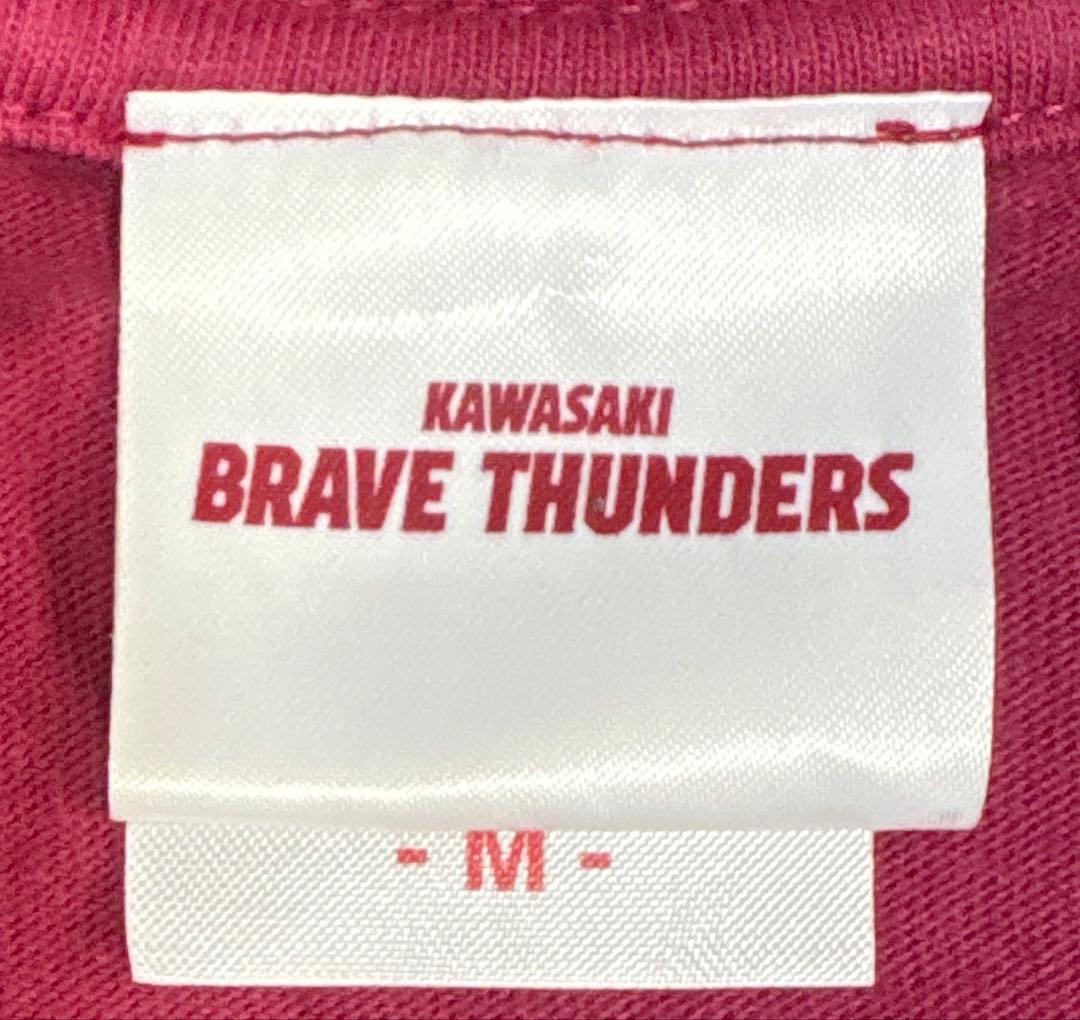 KAWASAKI
BRAVE THUNDERS
- M -